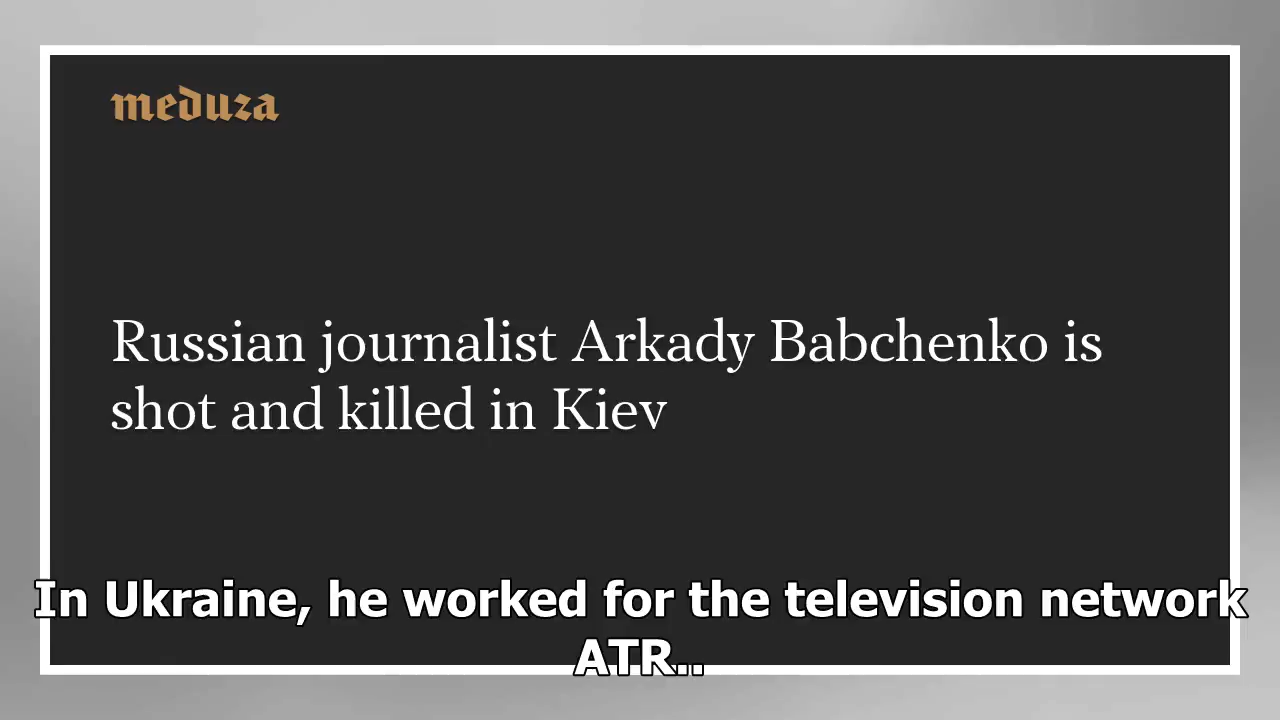 meduza
Russian journalist Arkady Babchenko is
shot and killed in Kiev
In Ukraine, he worked for the television network
ATR..